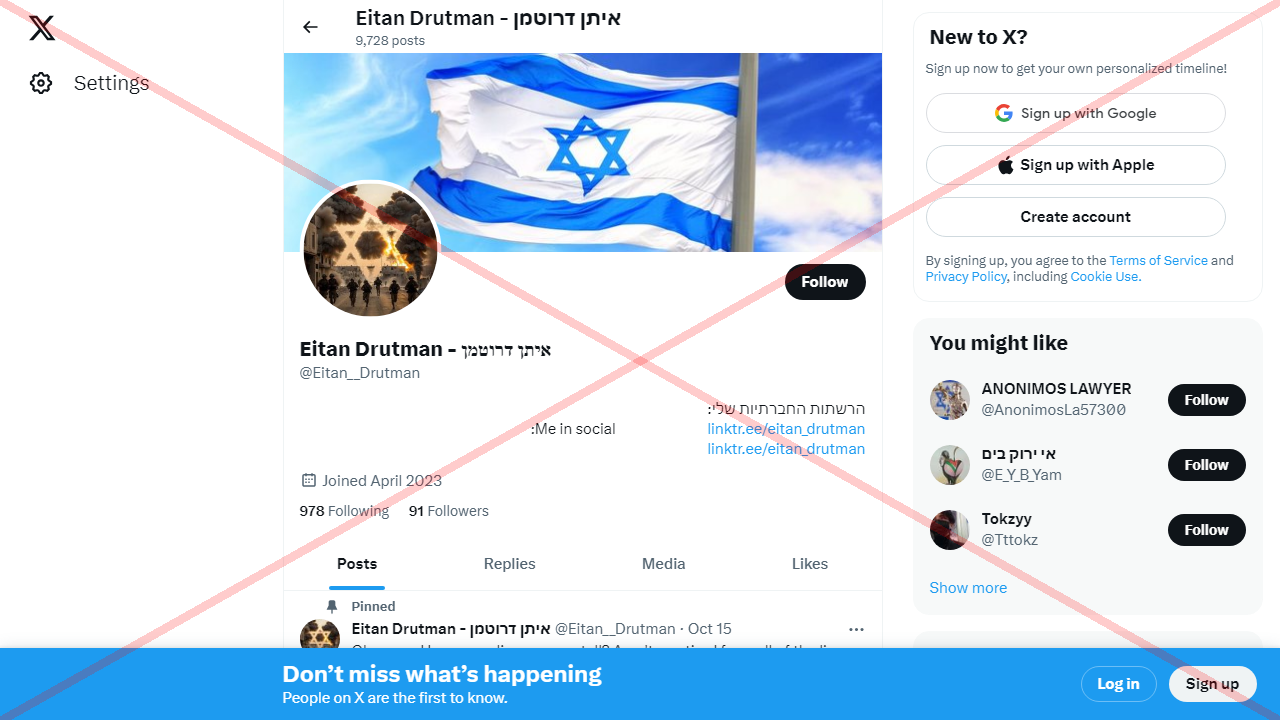 Settings
Eitan Drutman - איתן דרוטמן
9,728 posts
Follow
Eitan Drutman - איתן דרוטמן
@Eitan__Drutman
הרשתות החברתיות שלי:
linktr.ee/eitan_drutman Me in social:
linktr.ee/eitan_drutman
Joined April 2023
978 Following 91 Followers
Posts Replies Media Likes
Pinned
Eitan Drutman - איתן דרוטמן @Eitan__Drutman · Oct 15
New to X?
Sign up now to get your own personalized timeline!
Sign up with Google
Sign up with Apple
Create account
By signing up, you agree to the Terms of Service and
Privacy Policy, including Cookie Use.
You might like
ANONIMOS LAWYER
@AnonimosLa57300
Follow
אי ירוק בים
@E_Y_B_Yam
Follow
Tokzyy
@Tttokz
Follow
Show more
Don’t miss what’s happening
People on X are the first to know.
Log in
Sign up